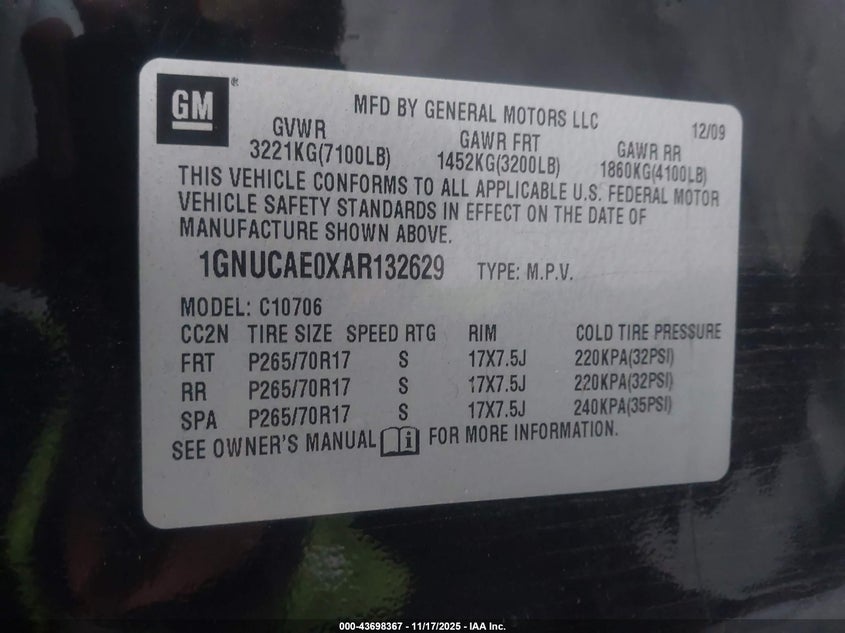 GM®
MFD BY GENERAL MOTORS LLC
12/09
GVWR
GAWR FRT
GAWR RR
3221KG(7100LB)
1452KG(3200LB)
1860KG(4100LB)
THIS VEHICLE CONFORMS TO ALL APPLICABLE U.S. FEDERAL MOTOR
VEHICLE SAFETY STANDARDS IN EFFECT ON THE DATE OF
MANUFACTURE SHOWN ABOVE.
1GNUCAE0XAR132629 TYPE: M.P.V.
MODEL: C10706
CC2N TIRE SIZE SPEED RTG RIM COLD TIRE PRESSURE
FRT P265/70R17 S 17X7.5J 220KPA(32PSI)
RR P265/70R17 S 17X7.5J 220KPA(32PSI)
SPA P265/70R17 S 17X7.5J 240KPA(35PSI)
SEE OWNER'S MANUAL i FOR MORE INFORMATION.
000-43698367 - 11/17/2025 - IAA Inc.